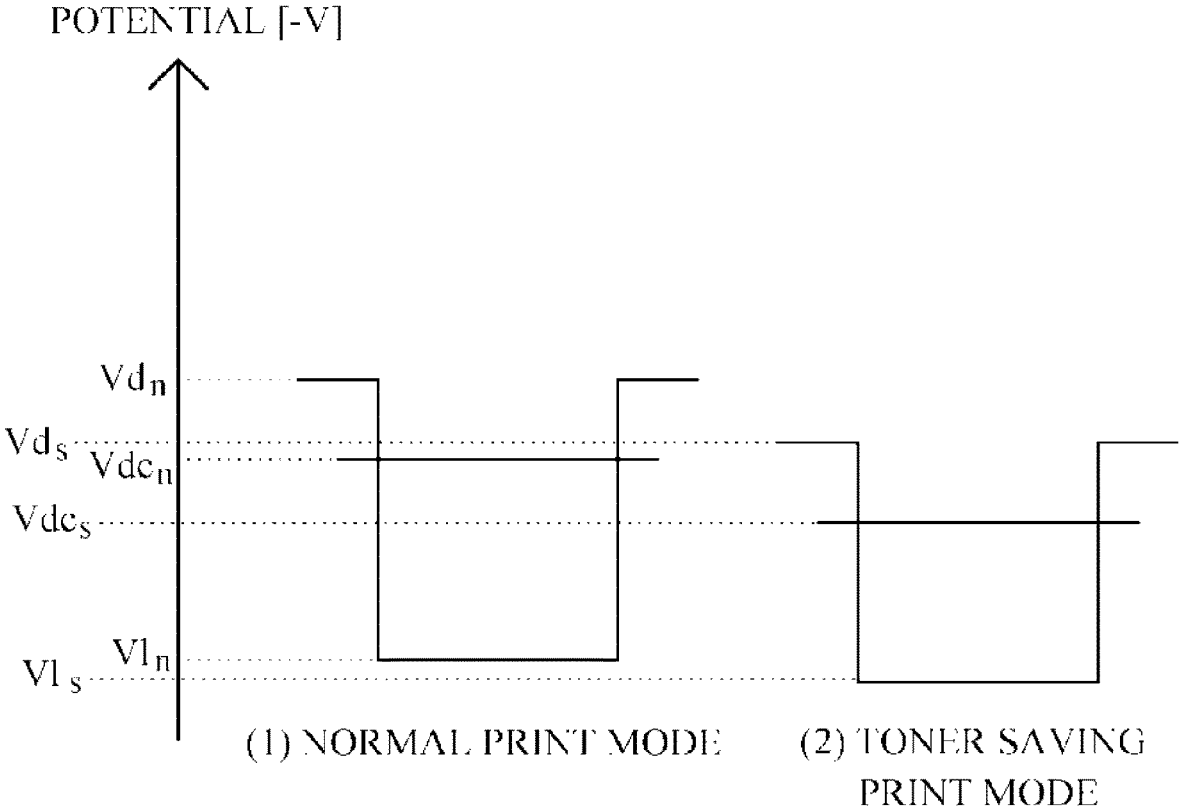 POTENTIAL [-V]
Vdn
Vds
Vdcn
Vdcs
Vln
Vls
(1) NORMAL PRINT MODE
(2) TONER SAVING
PRINT MODE